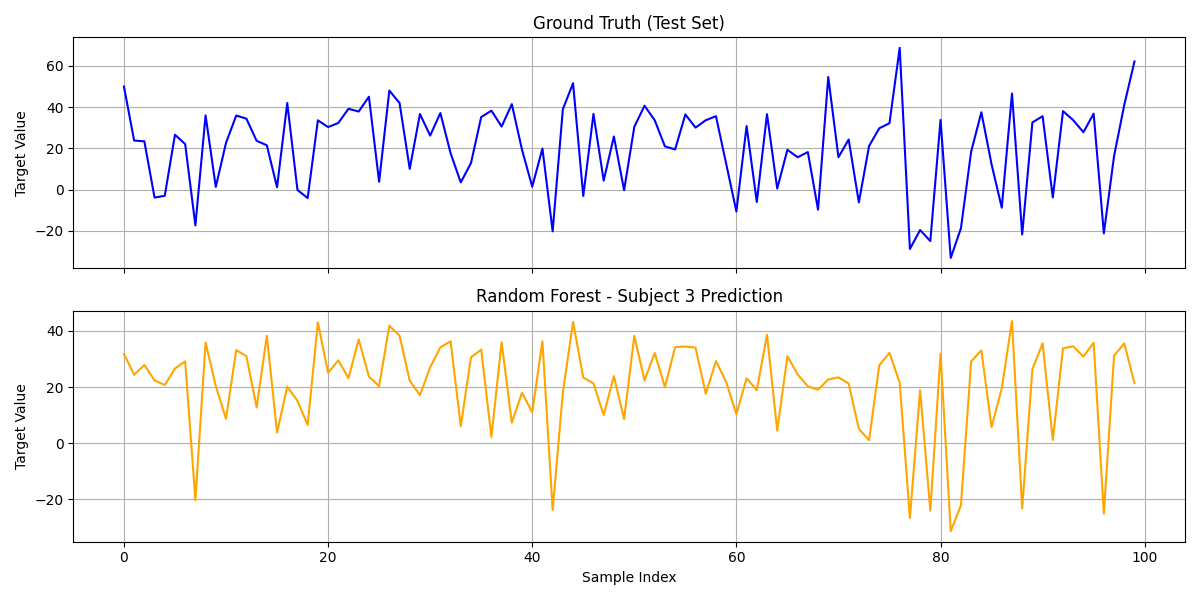 Ground Truth (Test Set)
Target Value
60
40
20
0
−20
Random Forest - Subject 3 Prediction
Target Value
40
20
0
−20
0 20 40 60 80 100
Sample Index